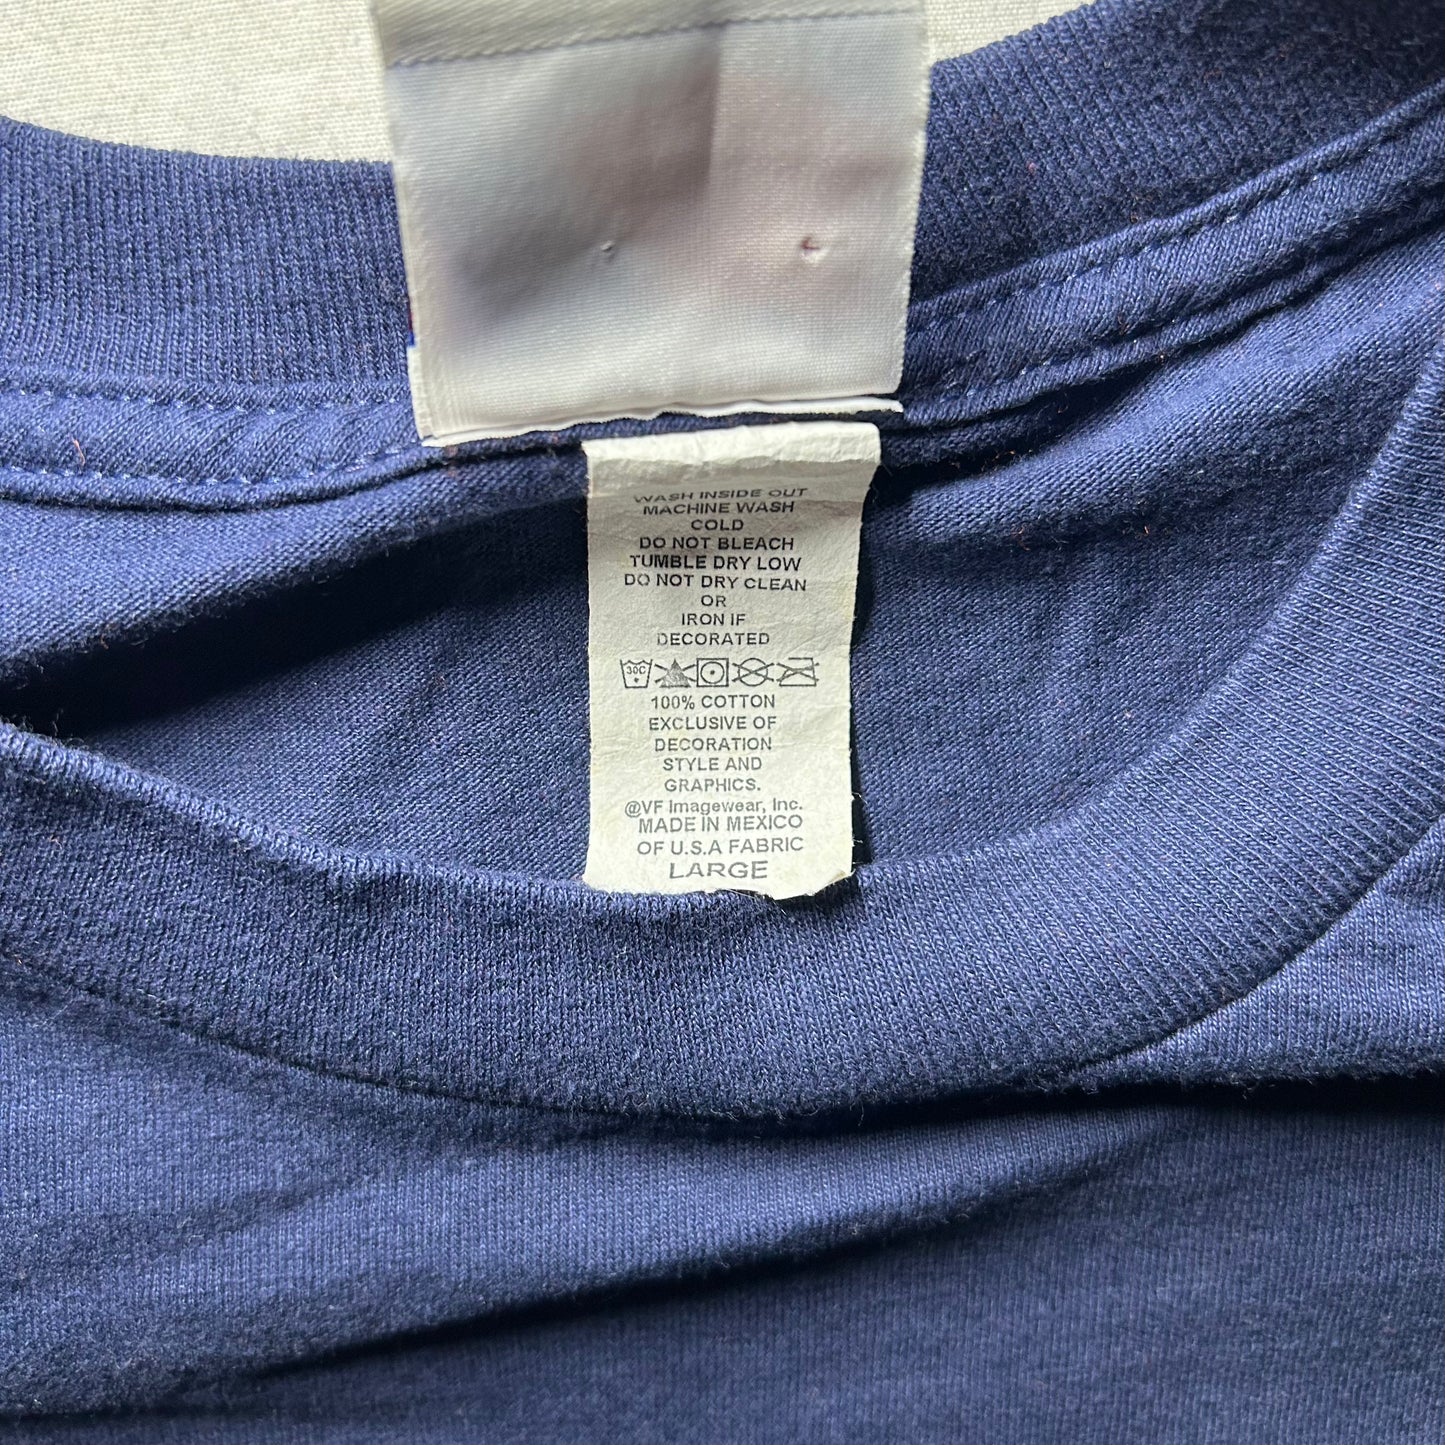 WASH INSIDE OUT
MACHINE WASH
COLD
DO NOT BLEACH
TUMBLE DRY LOW
DO NOT DRY CLEAN
OR
IRON IF
DECORATED
30C
100% COTTON
EXCLUSIVE OF
DECORATION
STYLE AND
GRAPHICS.
@VF Imagewear, Inc.
MADE IN MEXICO
OF U.S.A FABRIC
LARGE